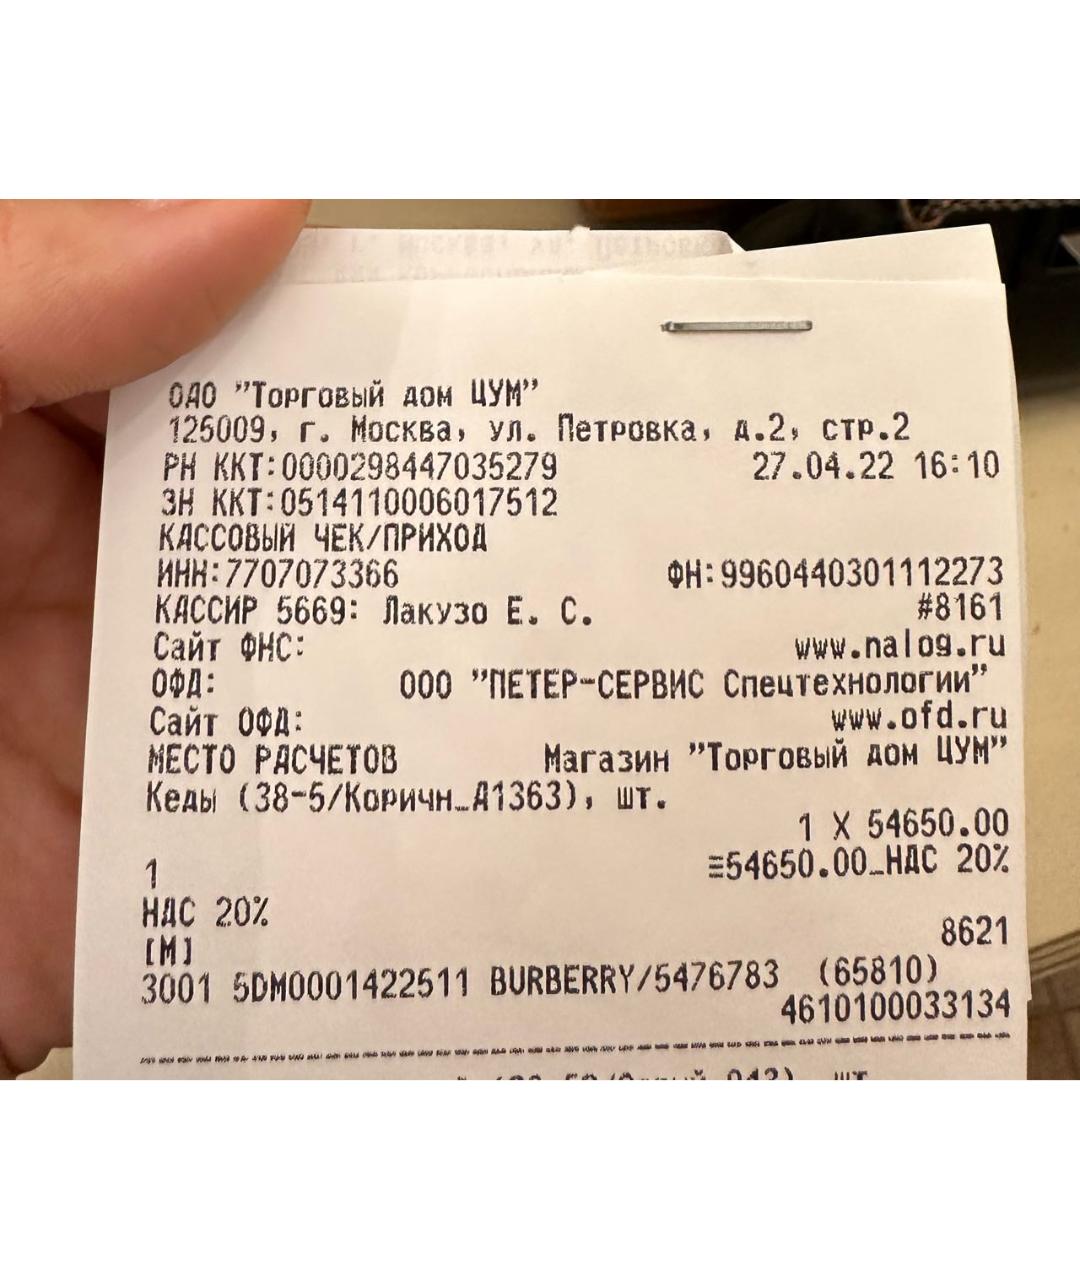 ОАО "Торговый дом ЦУМ"
125009, г. Москва, ул. Петровка, д.2, стр.2
РН ККТ:0000298447035279 27.04.22 16:10
ЗН ККТ:0514110006017512
КАССОВЫЙ ЧЕК/ПРИХОД
ИНН:7707073366 ФН:9960440301112273
КАССИР 5669: Лакузо Е. С. #8161
Сайт ФНС: www.nalog.ru
ОФД: ООО "ПЕТЕР-СЕРВИС Спецтехнологии"
Сайт ОФД: www.ofd.ru
МЕСТО РАСЧЕТОВ Магазин "Торговый дом ЦУМ"
Кеды (38-5/Коричн_A1363), шт.
1 X 54650.00
1 ≡54650.00_НДС 20%
НДС 20%
[М] 8621
3001 5DM0001422511 BURBERRY/5476783 (65810)
4610100033134